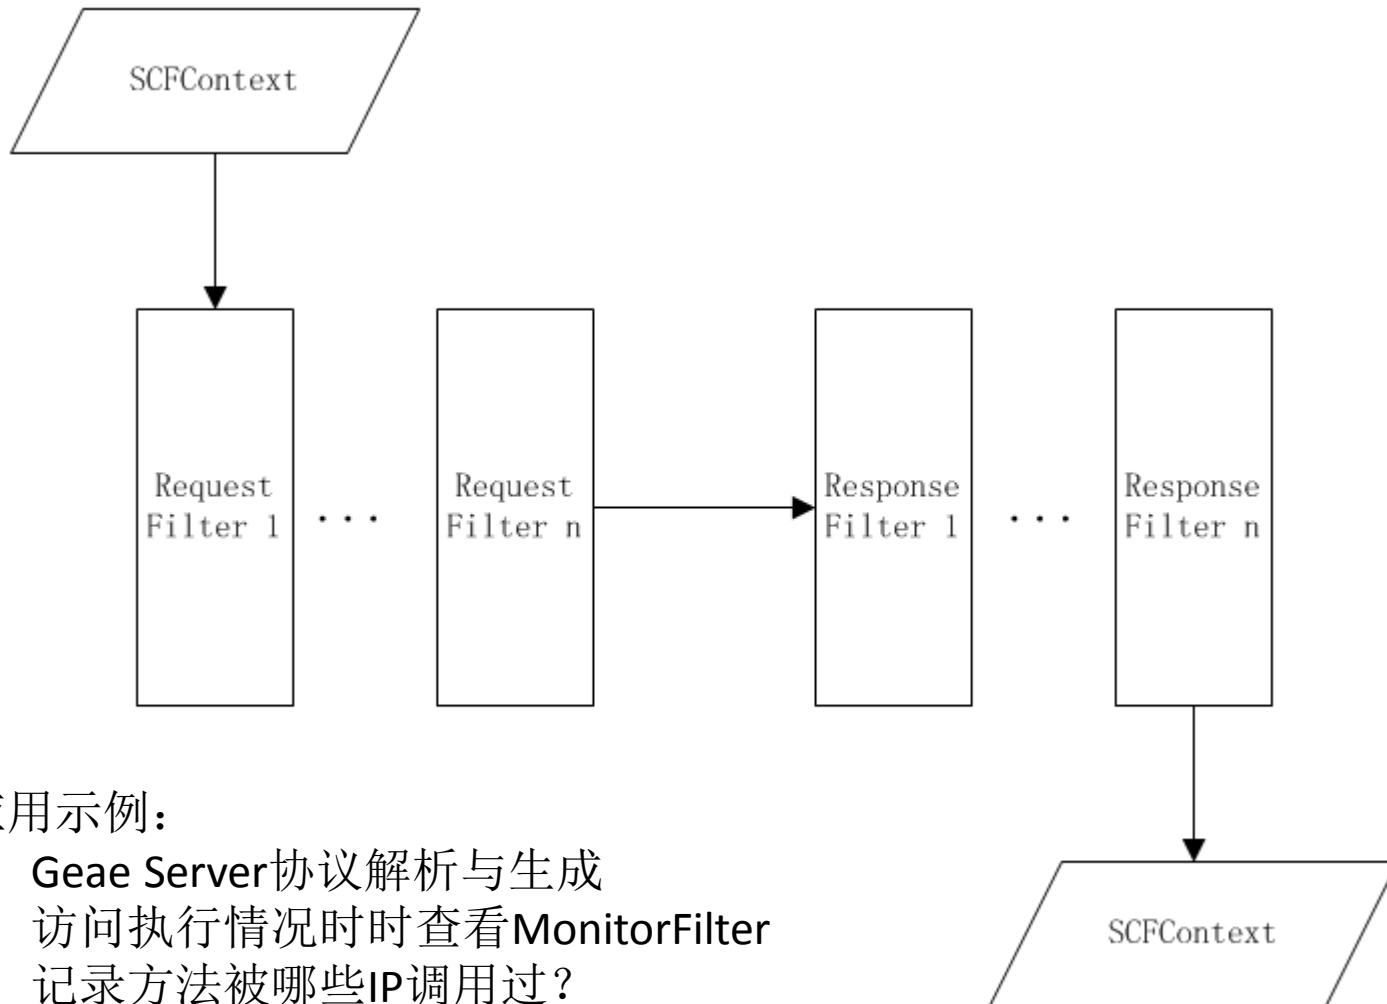 SCFContext
Request
Filter 1
...
Request
Filter n
Response
Filter 1
...
Response
Filter n
用示例：
Geae Server协议解析与生成
访问执行情况时时查看MonitorFilter
记录方法被哪些IP调用过？
SCFContext